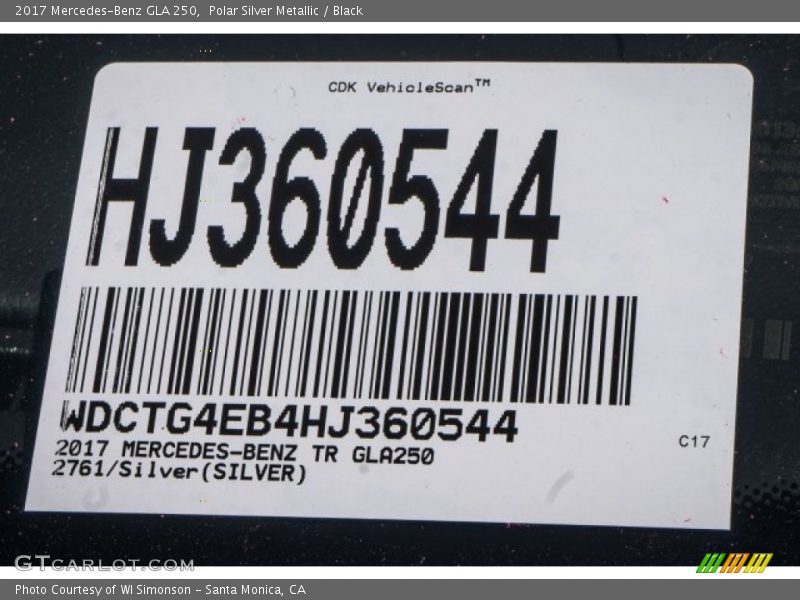 2017 Mercedes-Benz GLA 250,  Polar Silver Metallic / Black
CDK VehicleScan™
HJ360544
WDCTG4EB4HJ360544
2017 MERCEDES-BENZ TR GLA250
2761/Silver(SILVER)
C17
GTCARLOT.COM
Photo Courtesy of WI Simonson - Santa Monica, CA